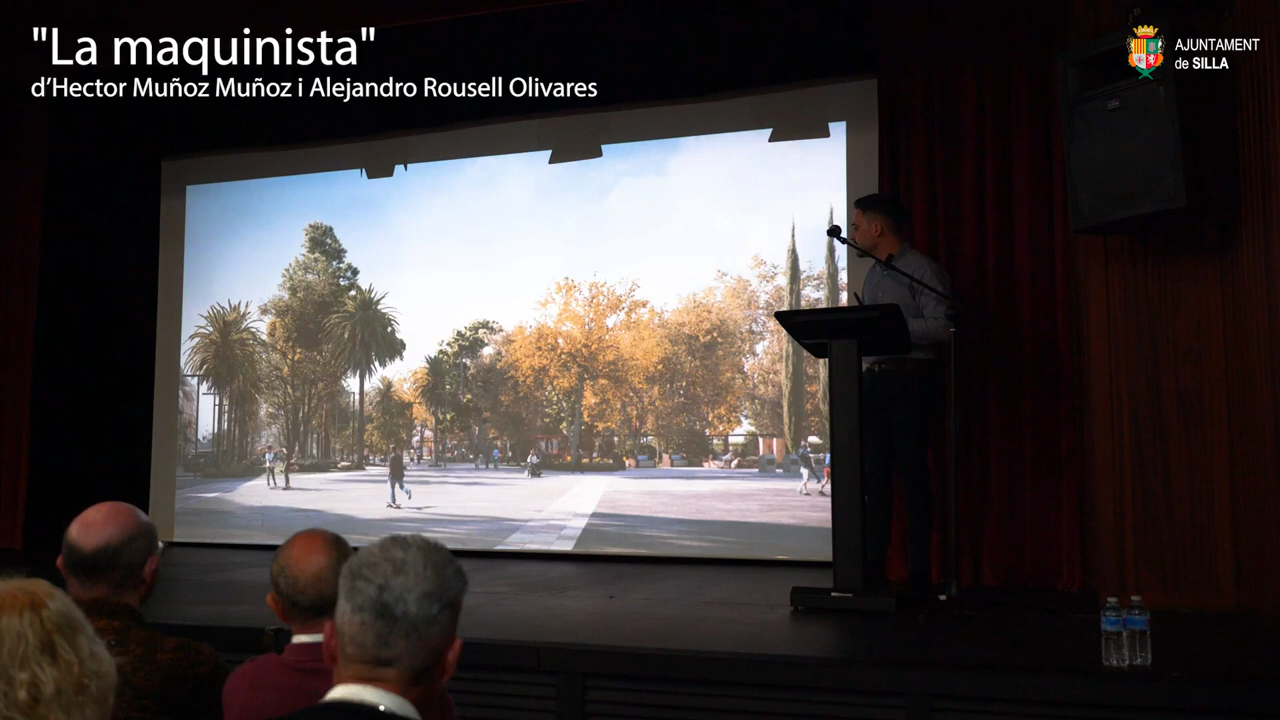 "La maquinista"
d'Hector Muñoz Muñoz i Alejandro Rousell Olivares
AJUNTAMENT
de SILLA